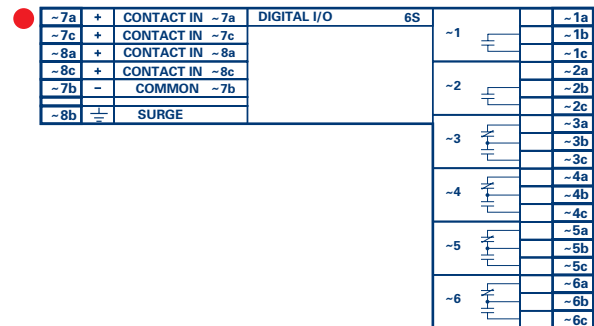 ~7a + CONTACT IN ~7a DIGITAL I/O 6S ~1 ~1a
~7c + CONTACT IN ~7c ~1b
~8a + CONTACT IN ~8a ~1c
~8c + CONTACT IN ~8c ~2 ~2a
~7b – COMMON ~7b ~2b
~2c
~8b SURGE
~3 ~3a
~3b
~3c
~4 ~4a
~4b
~4c
~5 ~5a
~5b
~5c
~6 ~6a
~6b
~6c